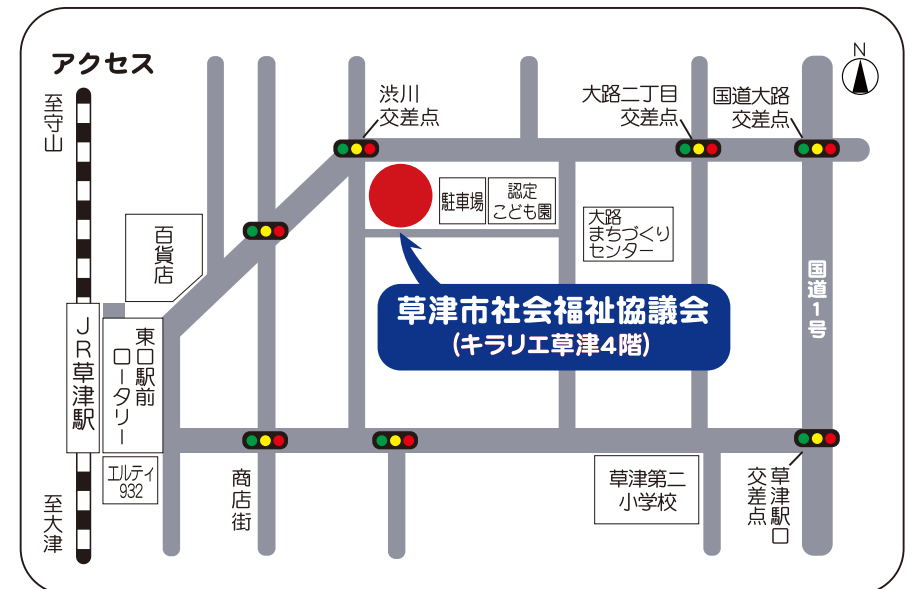 アクセス
N
至守山
渋川
交差点
大路二丁目
交差点
国道大路
交差点
駐車場
認定
こども園
大路
まちづくり
センター
百貨店
国道1号
草津市社会福祉協議会
(キラリエ草津4階)
JR草津駅
東口駅前
ロータリー
エルティ
932
商店街
草津第二
小学校
草津駅口
交差点
至大津